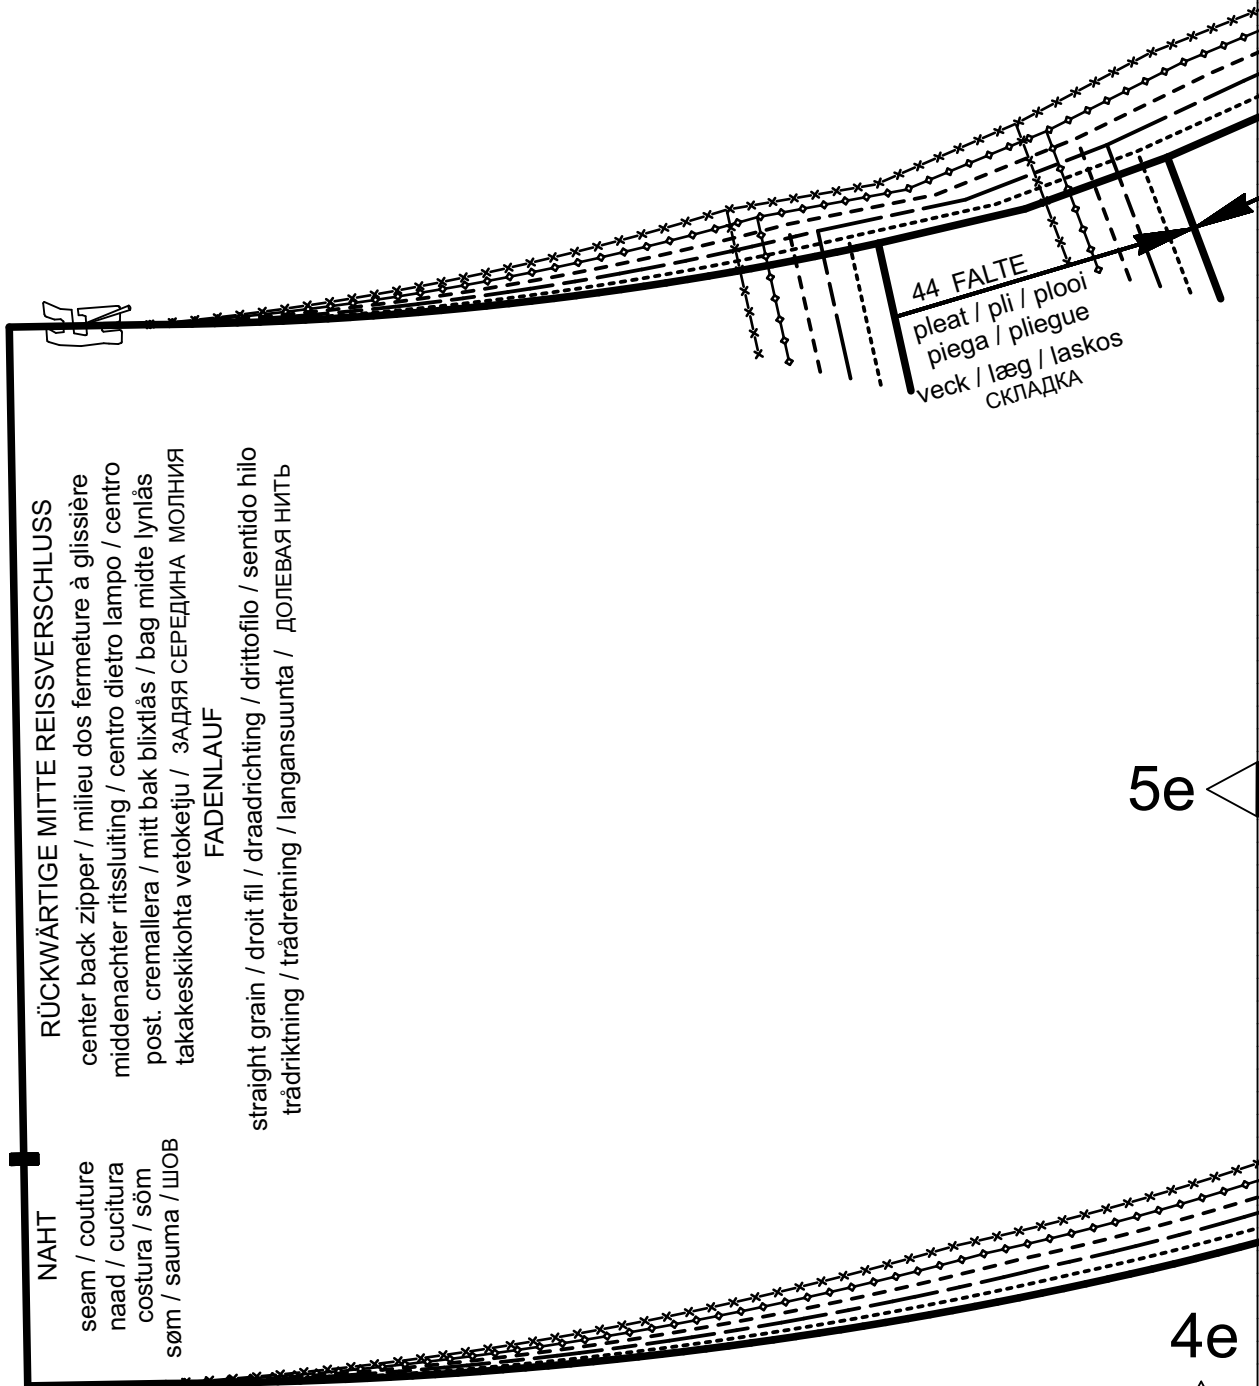 44 FALTE
pleat / pli / plooi
piega / pliegue
veck / læg / laskos
СКЛАДКА
RÜCKWÄRTIGE MITTE REISSVERSCHLUSS
center back zipper / milieu dos fermeture à glissière
middenachter ritssluiting / centro dietro lampo / centro
post. cremallera / mitt bak blixtlås / bag midte lynlås
takakeskikohta vetoketju / ЗАДЯЯ СЕРЕДИНА МОЛНИЯ
FADENLAUF
straight grain / droit fil / draadrichting / drittofilo / sentido hilo
trådriktning / trådretning / langansuunta / ДОЛЕВАЯ НИТЬ
NAHT
seam / couture
naad / cucitura
costura / söm
søm / sauma / ШОВ
5e
4e